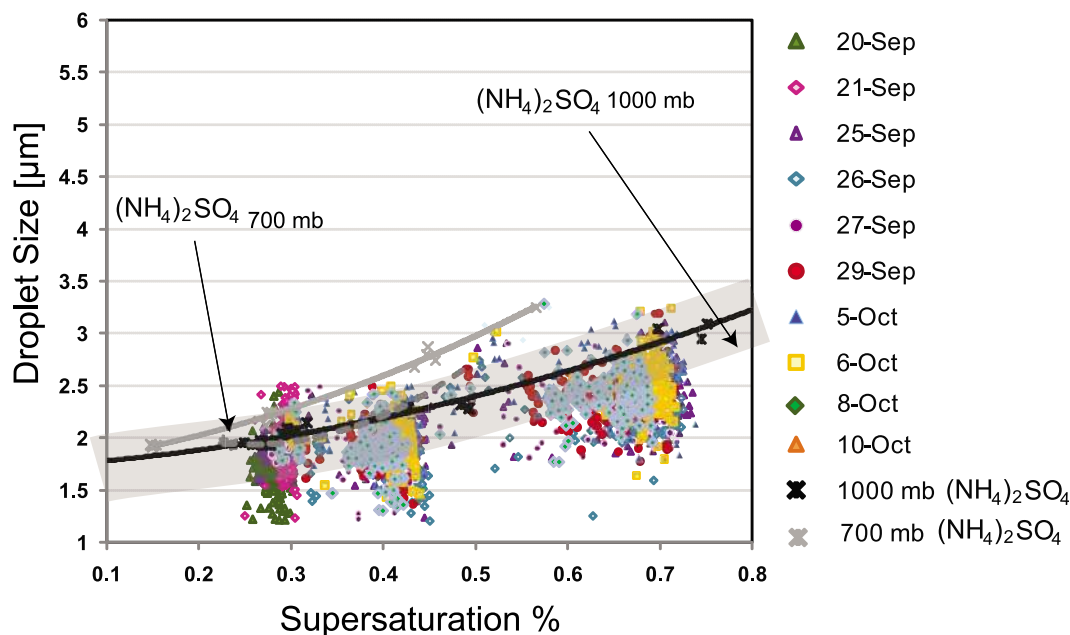 Droplet Size [µm]
6
5.5
5
4.5
4
3.5
3
2.5
2
1.5
1
(NH₄)₂SO₄ 1000 mb
(NH₄)₂SO₄ 700 mb
0.1 0.2 0.3 0.4 0.5 0.6 0.7 0.8
Supersaturation %
20-Sep
21-Sep
25-Sep
26-Sep
27-Sep
29-Sep
5-Oct
6-Oct
8-Oct
10-Oct
1000 mb (NH₄)₂SO₄
700 mb (NH₄)₂SO₄